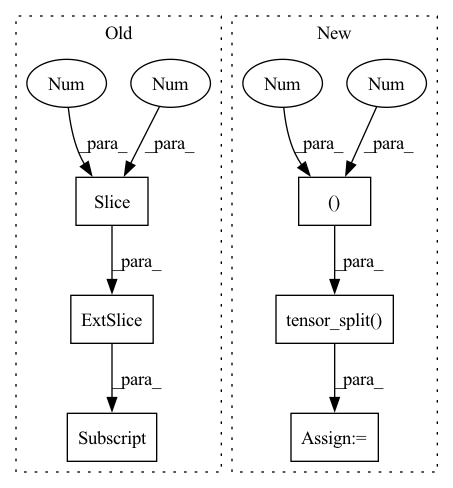 Old
New
Num
Num
Num
Num
_para_
_para_
_para_
_para_
Slice
()
_para_
_para_
ExtSlice
tensor_split()
_para_
_para_
Subscript
Assign:=